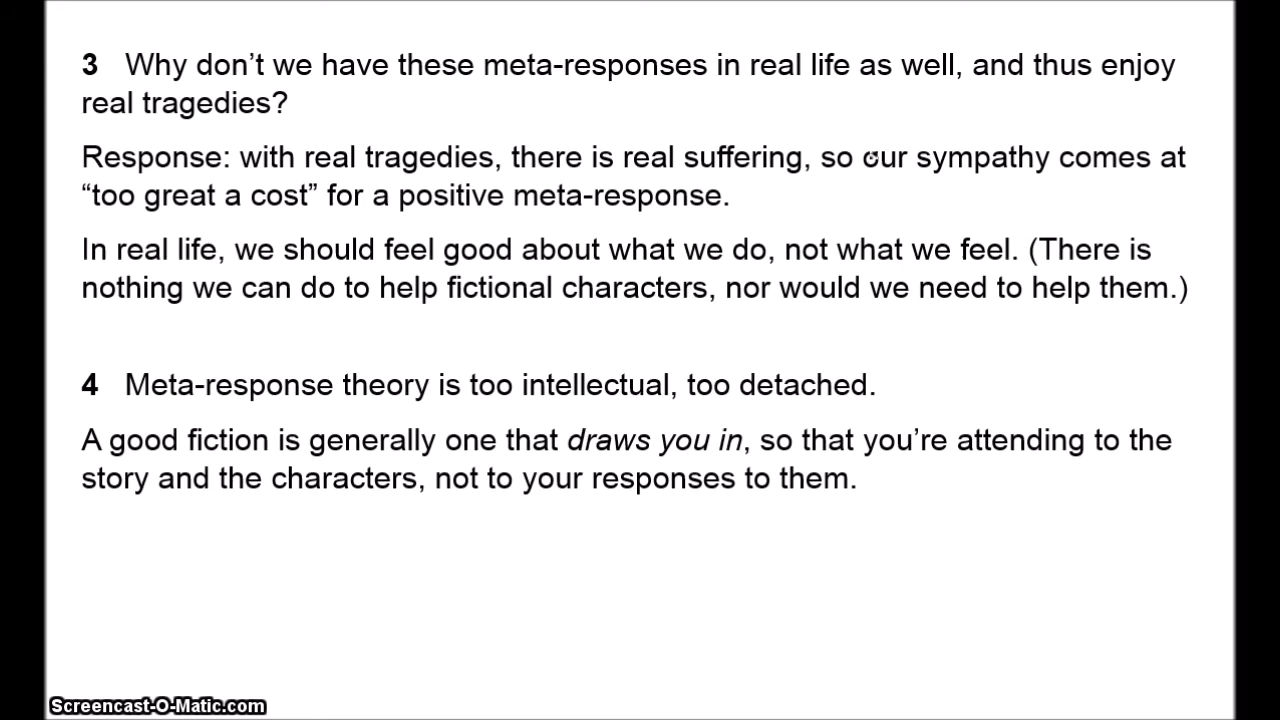 3 Why don't we have these meta-responses in real life as well, and thus enjoy
real tragedies?
Response: with real tragedies, there is real suffering, so our sympathy comes at
“too great a cost” for a positive meta-response.
In real life, we should feel good about what we do, not what we feel. (There is
nothing we can do to help fictional characters, nor would we need to help them.)
4 Meta-response theory is too intellectual, too detached.
A good fiction is generally one that draws you in, so that you’re attending to the
story and the characters, not to your responses to them.
Screencast-O-Matic.com